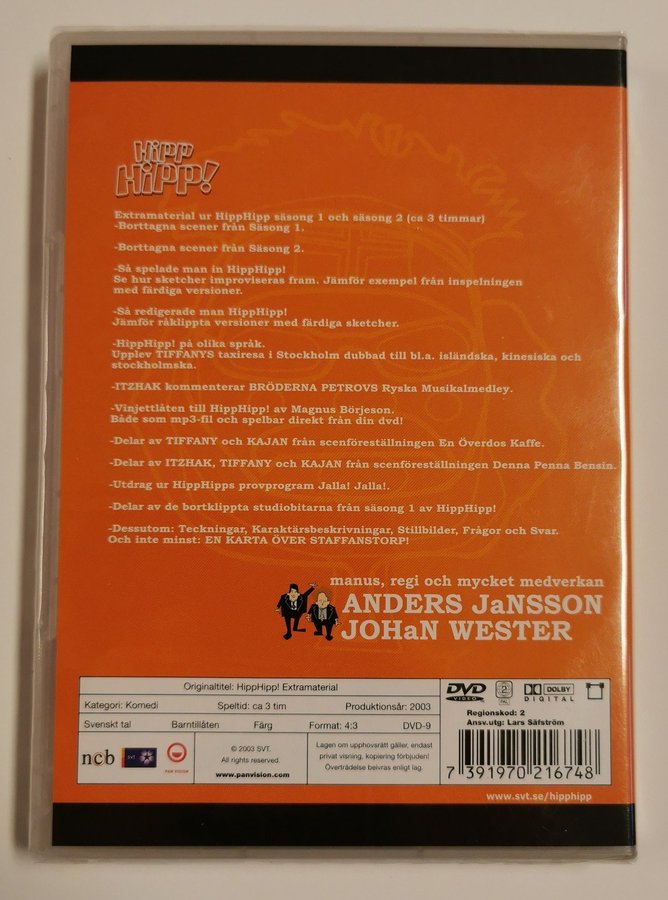 HiPP
HiPP!
Extramaterial ur HippHipp säsong 1 och säsong 2 (ca 3 timmar)
-Borttagna scener från Säsong 1.
-Borttagna scener från Säsong 2.
-Så spelade man in HippHipp!
Se hur sketcher improviseras fram. Jämför exempel från inspelningen
med färdiga versioner.
-Så redigerade man HippHipp!
Jämför råklippta versioner med färdiga sketcher.
-HippHipp! på olika språk.
Upplev TIFFANYS taxiresa i Stockholm dubbad till bl.a. isländska, kinesiska och
stockholmska.
-ITZHAK kommenterar BRÖDERNA PETROVS Ryska Musikalmedley.
-Vinjettlåten till HippHipp! av Magnus Börjeson.
Både som mp3-fil och spelbar direkt från din dvd!
-Delar av TIFFANY och KAJAN från scenföreställningen En Överdos Kaffe.
-Delar av ITZHAK, TIFFANY och KAJAN från scenföreställningen Denna Penna Bensin.
-Utdrag ur HippHipps provprogram Jalla! Jalla!.
-Delar av de bortklippta studiobitarna från säsong 1 av HippHipp!
-Dessutom: Teckningar, Karaktärsbeskrivningar, Stillbilder, Frågor och Svar.
Och inte minst: EN KARTA ÖVER STAFFANSTORP!
manus, regi och mycket medverkan
ANDERS JaNSSON
JOHaN WESTER
Originaltitel: HippHipp! Extramaterial
Kategori: Komedi Speltid: ca 3 tim Produktionsår: 2003
Svenskt tal Barntillåten Färg Format: 4:3 DVD-9
ncb svt PAN VISION
© 2003 SVT.
All rights reserved.
www.panvision.com
Lagen om upphovsrätt gäller, endast
privat visning, kopiering förbjuden!
Överträdelse beivras enligt lag.
DVD VIDEO 2 PAL DOLBY DIGITAL
Regionskod: 2
Ansv.utg: Lars Säfström
7 391970 216748
www.svt.se/hipphipp